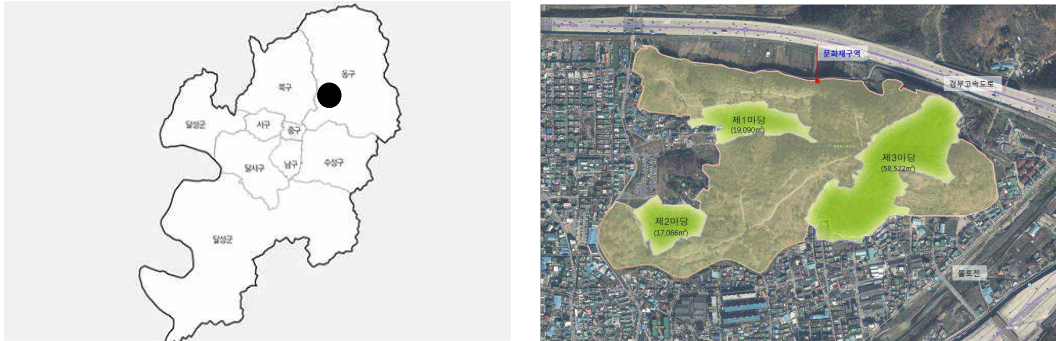 동구
북구
서구
중구
달성군
달서구
남구
수성구
달성군
문화재구역
경부고속도로
제1마당
(19,090㎡)
제3마당
(58,522㎡)
제2마당
(17,066㎡)
불로천